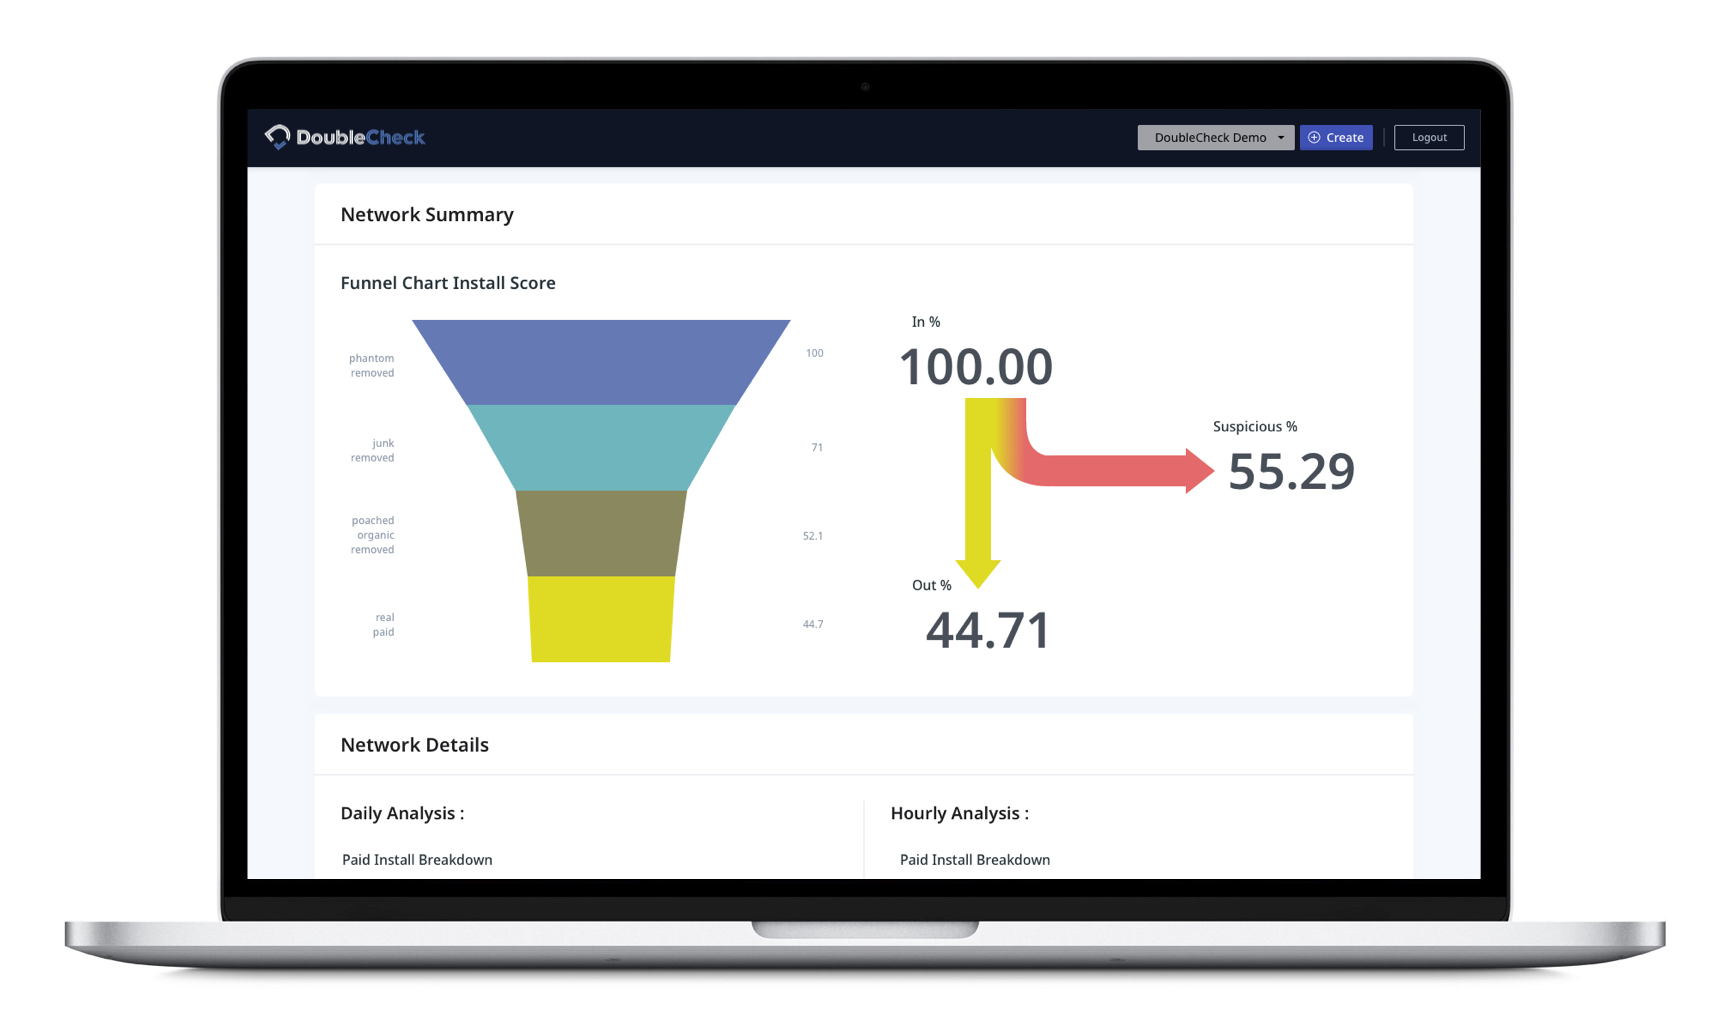 DoubleCheck
DoubleCheck Demo
Create
Logout
Network Summary
Funnel Chart Install Score
phantom
removed
100
junk
removed
71
poached
organic
removed
52.1
real
paid
44.7
In %
100.00
Suspicious %
55.29
Out %
44.71
Network Details
Daily Analysis :
Paid Install Breakdown
Hourly Analysis :
Paid Install Breakdown